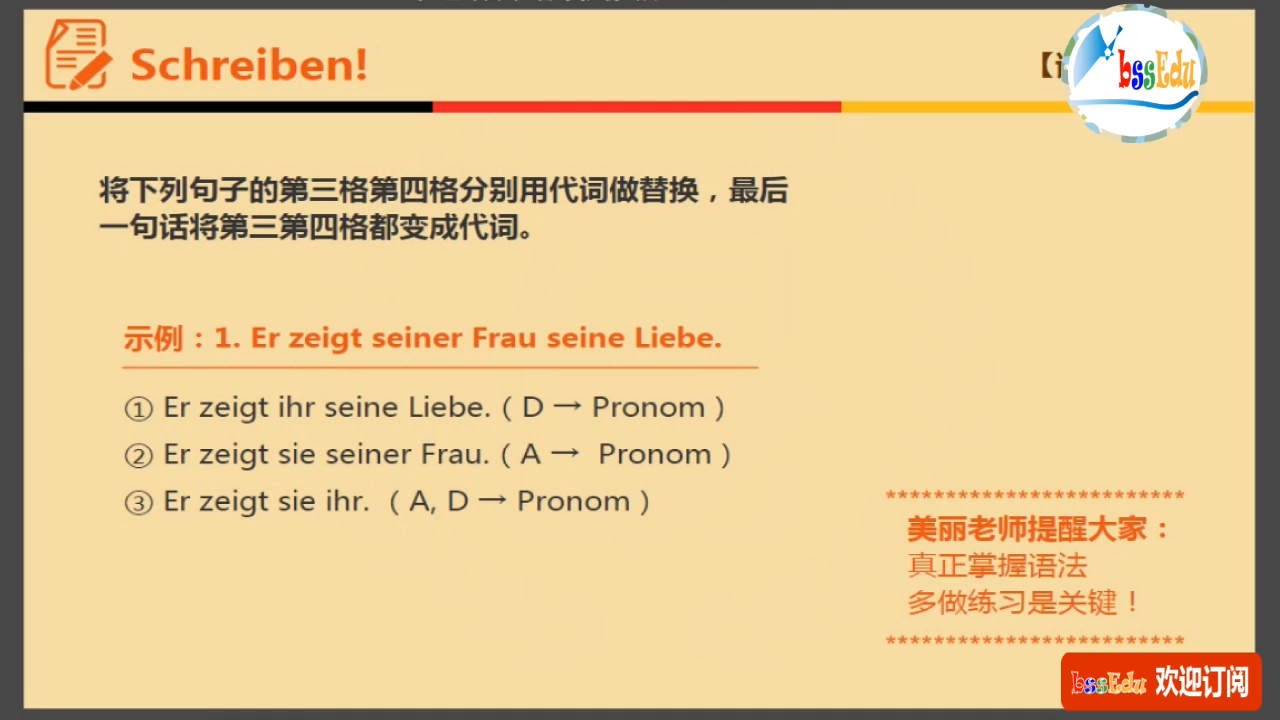 Schreiben!
bssEdu
将下列句子的第三格第四格分别用代词做替换，最后
一句话将第三第四格都变成代词。
示例：1. Er zeigt seiner Frau seine Liebe.
① Er zeigt ihr seine Liebe.（D → Pronom）
② Er zeigt sie seiner Frau.（A → Pronom）
③ Er zeigt sie ihr.（A, D → Pronom）
*************************
美丽老师提醒大家：
真正掌握语法
多做练习是关键！
*************************
bssEdu 欢迎订阅